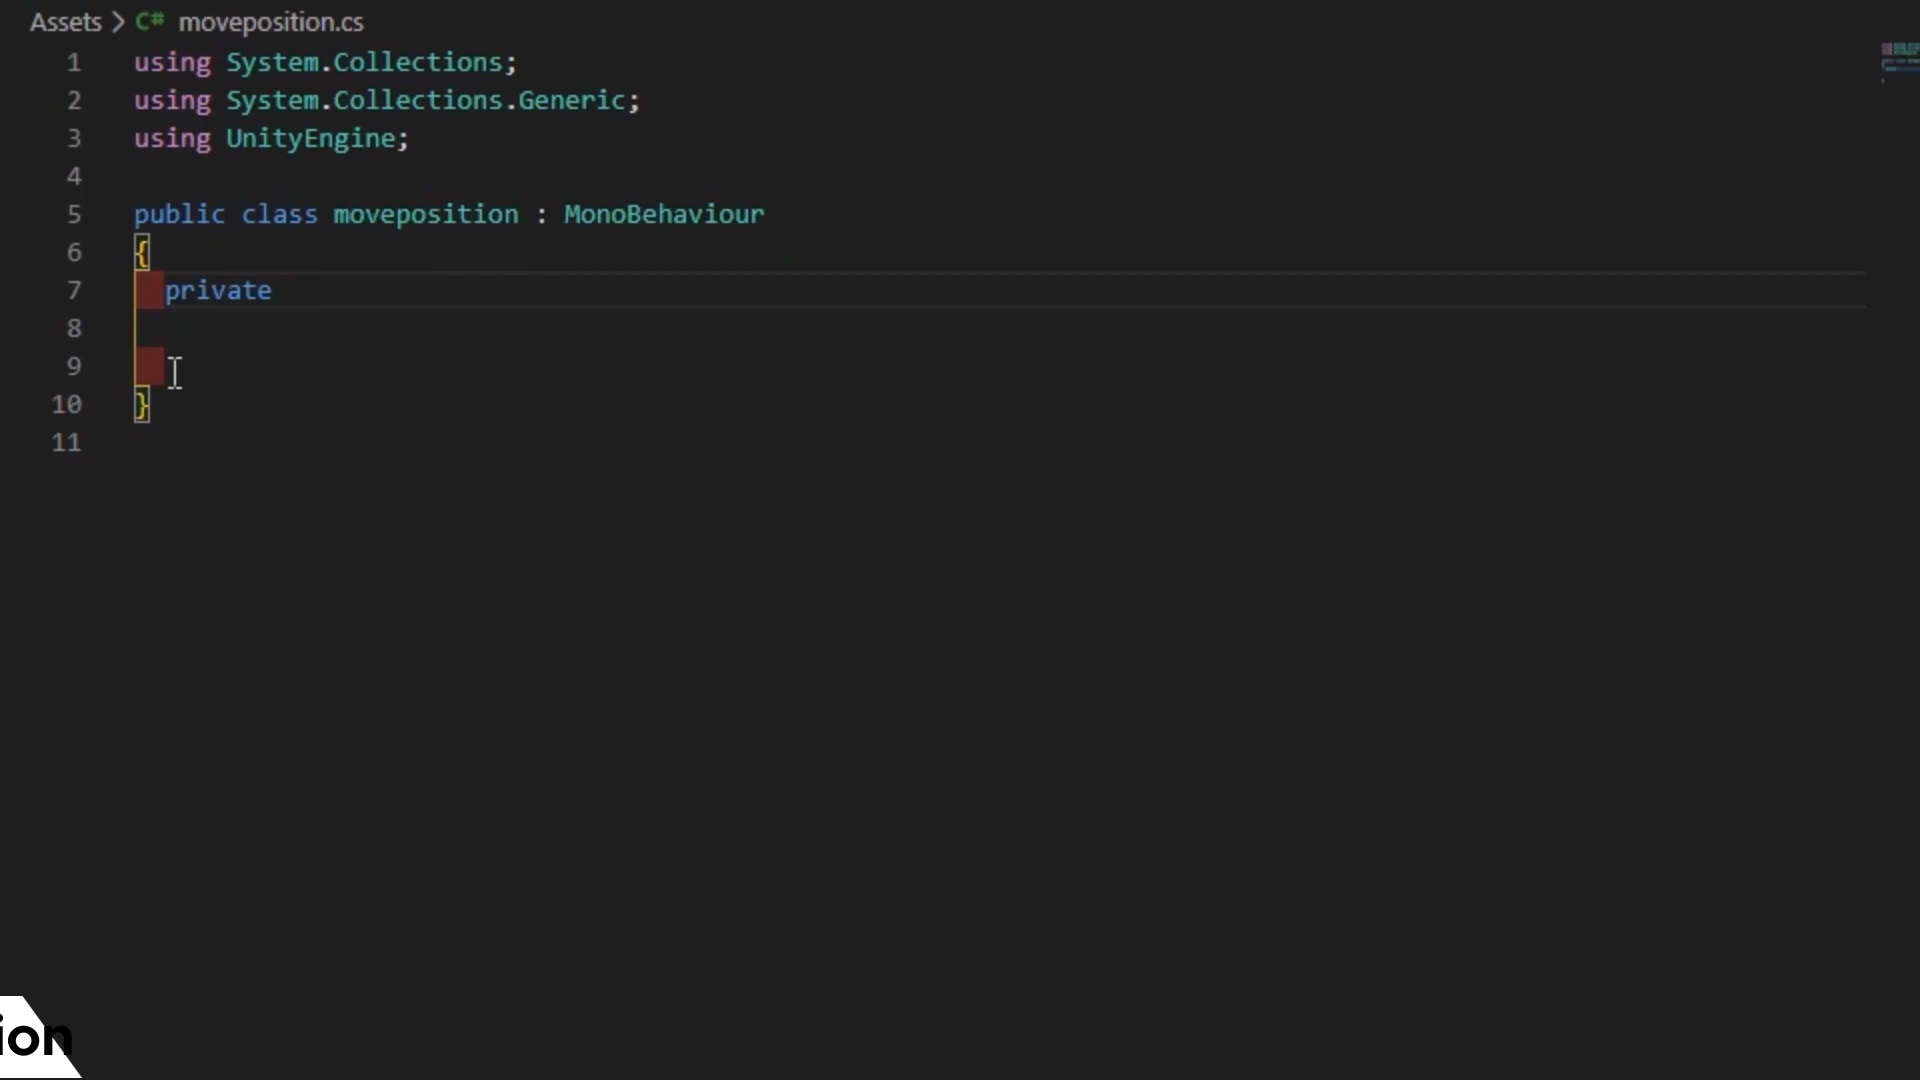 Assets > C# moveposition.cs
1 using System.Collections;
2 using System.Collections.Generic;
3 using UnityEngine;
4
5 public class moveposition : MonoBehaviour
6 {
7 private
8
9
10 }
11
ion